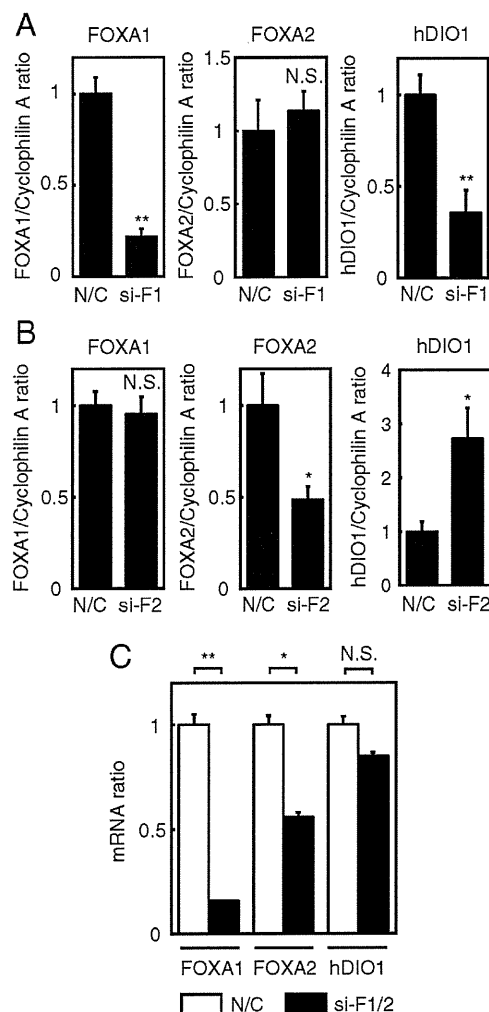 A
FOXA1
FOXA2
hDIO1
FOXA1/Cyclophilin A ratio
1
0.5
0
**
N/C si-F1
FOXA2/Cyclophilin A ratio
1.5
1
0.5
0
N.S.
N/C si-F1
hDIO1/Cyclophilin A ratio
1
0.5
0
**
N/C si-F1
B
FOXA1
FOXA2
hDIO1
FOXA1/Cyclophilin A ratio
1
0.5
0
N.S.
N/C si-F2
FOXA2/Cyclophilin A ratio
1
0.5
0
*
N/C si-F2
hDIO1/Cyclophilin A ratio
4
3
2
1
0
*
N/C si-F2
C
** * N.S.
mRNA ratio
1
0.5
0
FOXA1 FOXA2 hDIO1
N/C si-F1/2